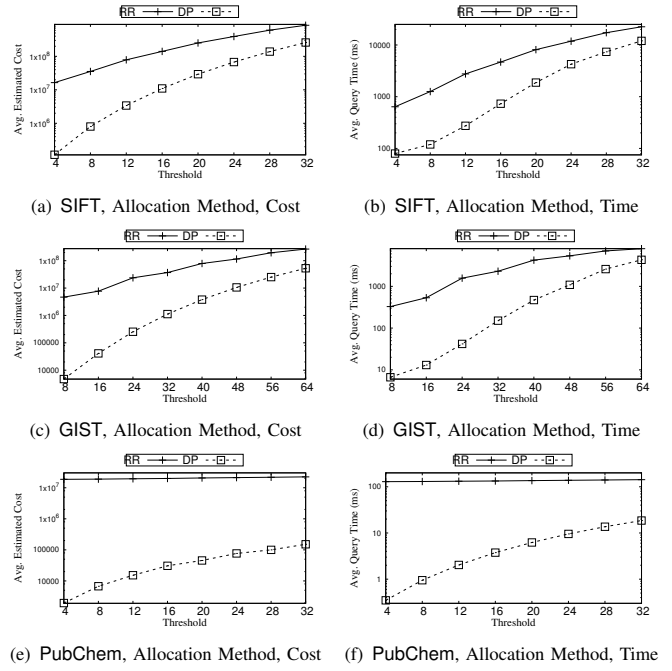 RR DP
Avg. Estimated Cost
1x10^8
1x10^7
1x10^6
4 8 12 16 20 24 28 32
Threshold
(a) SIFT, Allocation Method, Cost
RR DP
Avg. Query Time (ms)
10000
1000
100
4 8 12 16 20 24 28 32
Threshold
(b) SIFT, Allocation Method, Time
RR DP
Avg. Estimated Cost
1x10^8
1x10^7
1x10^6
100000
10000
8 16 24 32 40 48 56 64
Threshold
(c) GIST, Allocation Method, Cost
RR DP
Avg. Query Time (ms)
1000
100
10
8 16 24 32 40 48 56 64
Threshold
(d) GIST, Allocation Method, Time
RR DP
Avg. Estimated Cost
1x10^7
1x10^6
100000
10000
4 8 12 16 20 24 28 32
Threshold
(e) PubChem, Allocation Method, Cost
RR DP
Avg. Query Time (ms)
100
10
1
4 8 12 16 20 24 28 32
Threshold
(f) PubChem, Allocation Method, Time